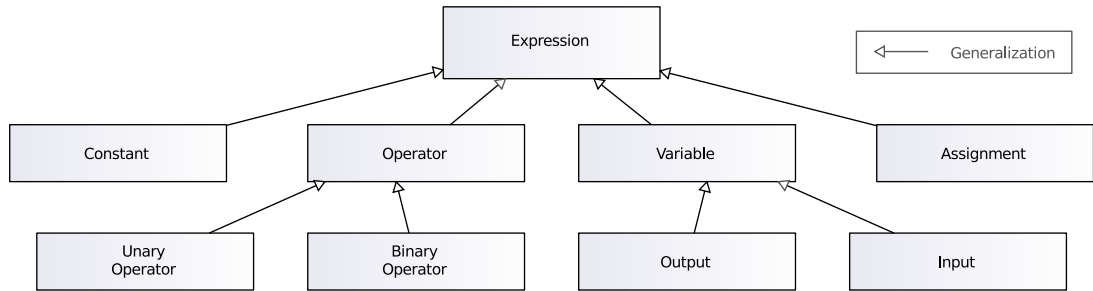 Expression
Generalization
Constant
Operator
Variable
Assignment
Unary
Operator
Binary
Operator
Output
Input